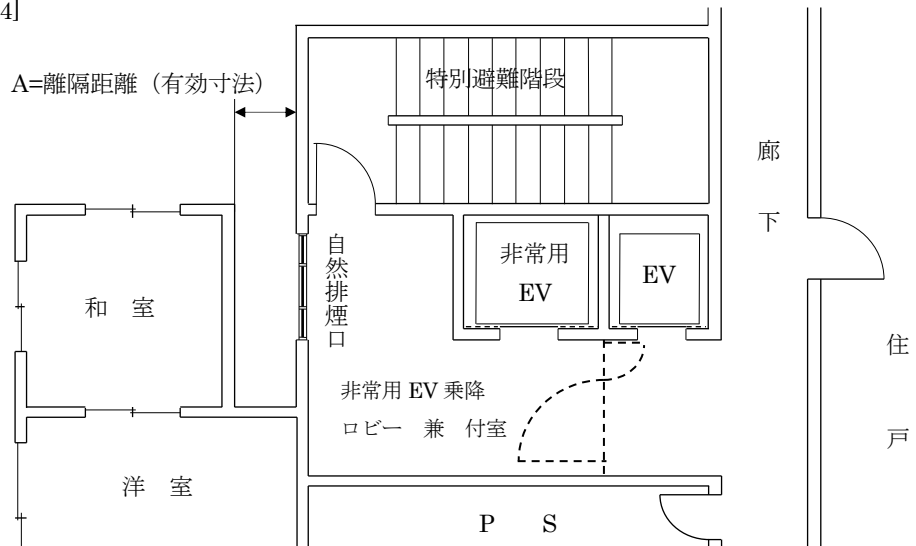 4]
A=離隔距離（有効寸法）
特別避難階段
廊下
自然排煙口
非常用
EV
EV
和　室
住戸
非常用 EV 乗降
ロビー　兼　付室
洋　室
P　S